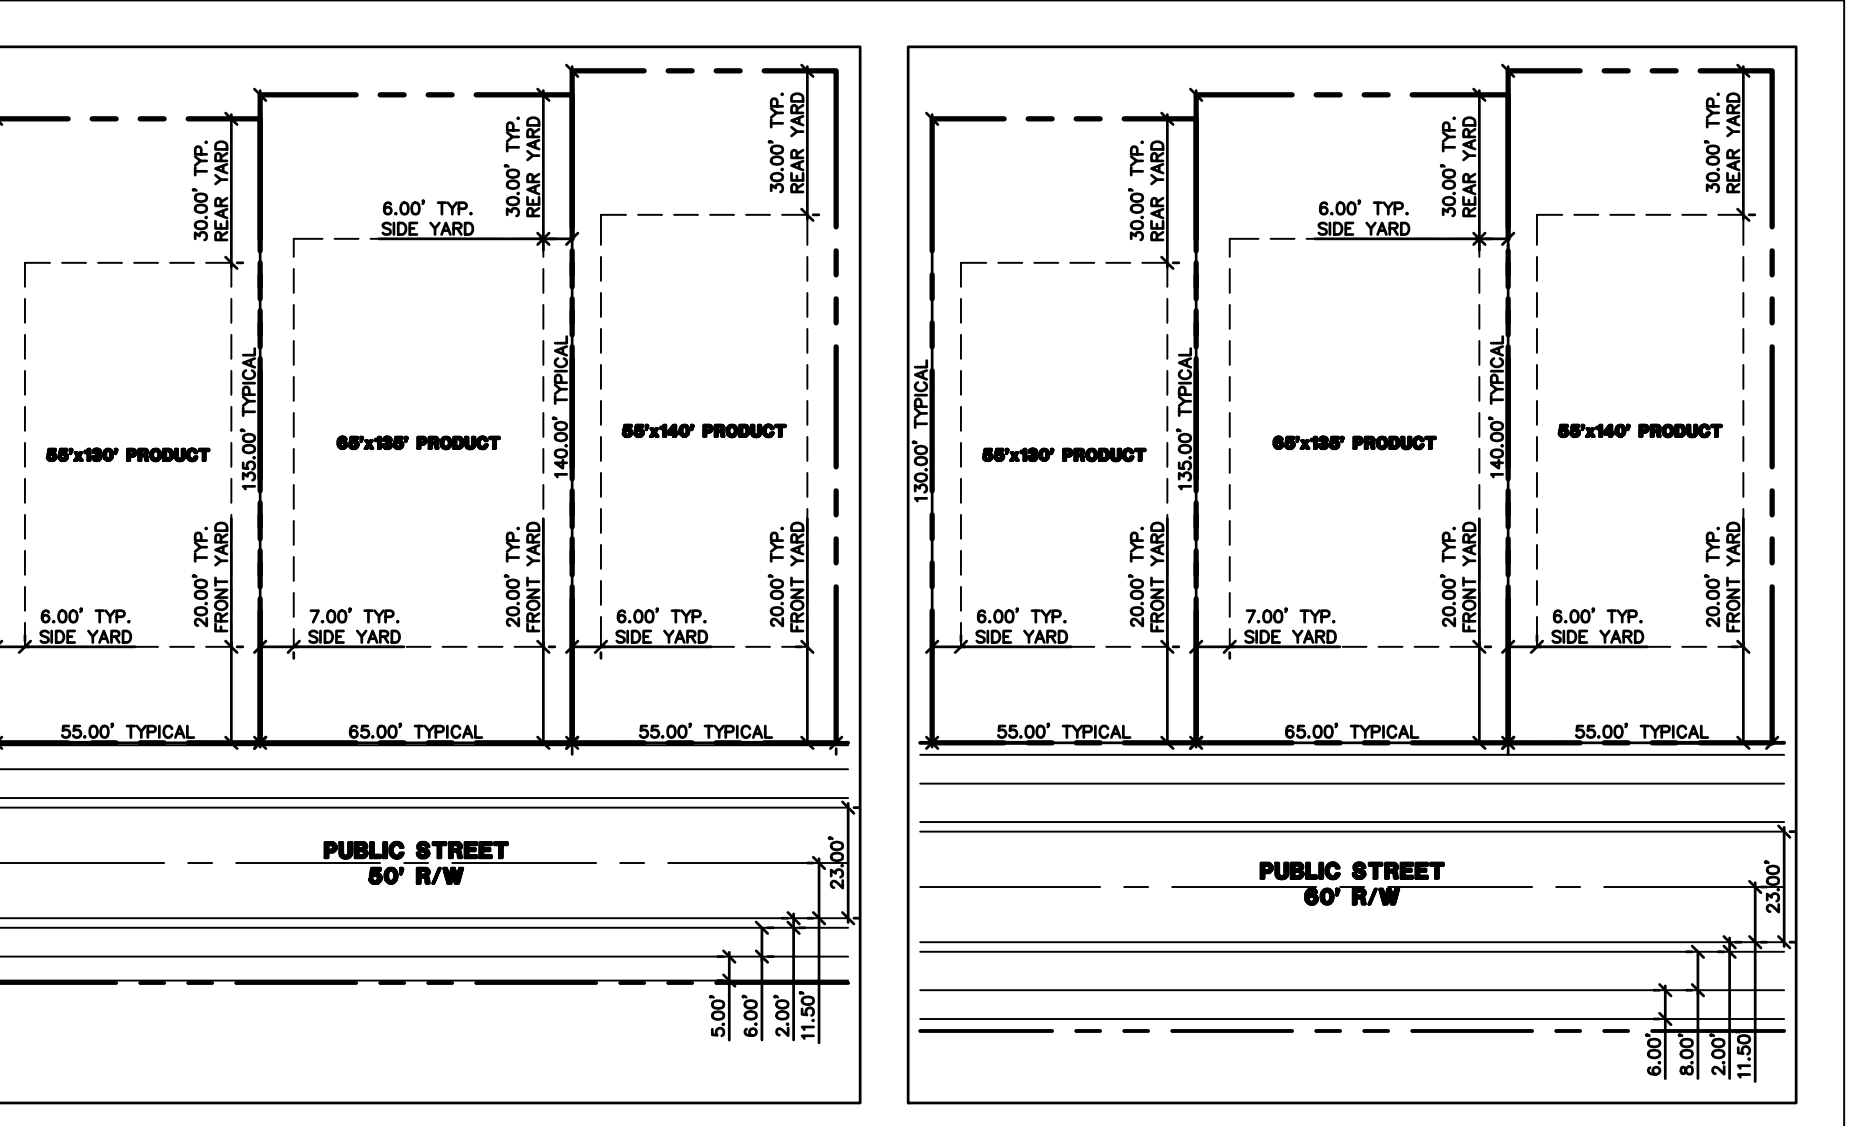 30.00' TYP.
REAR YARD
30.00' TYP.
REAR YARD
30.00' TYP.
REAR YARD
6.00' TYP.
SIDE YARD
135.00' TYPICAL
140.00' TYPICAL
55'x130' PRODUCT
65'x135' PRODUCT
55'x140' PRODUCT
20.00' TYP.
FRONT YARD
20.00' TYP.
FRONT YARD
20.00' TYP.
FRONT YARD
6.00' TYP.
SIDE YARD
7.00' TYP.
SIDE YARD
6.00' TYP.
SIDE YARD
55.00' TYPICAL
65.00' TYPICAL
55.00' TYPICAL
PUBLIC STREET
50' R/W
23.00'
5.00'
6.00'
2.00'
11.50'
30.00' TYP.
REAR YARD
30.00' TYP.
REAR YARD
30.00' TYP.
REAR YARD
6.00' TYP.
SIDE YARD
130.00' TYPICAL
135.00' TYPICAL
140.00' TYPICAL
55'x130' PRODUCT
65'x135' PRODUCT
55'x140' PRODUCT
20.00' TYP.
FRONT YARD
20.00' TYP.
FRONT YARD
20.00' TYP.
FRONT YARD
6.00' TYP.
SIDE YARD
7.00' TYP.
SIDE YARD
6.00' TYP.
SIDE YARD
55.00' TYPICAL
65.00' TYPICAL
55.00' TYPICAL
PUBLIC STREET
60' R/W
23.00'
6.00'
8.00'
2.00'
11.50